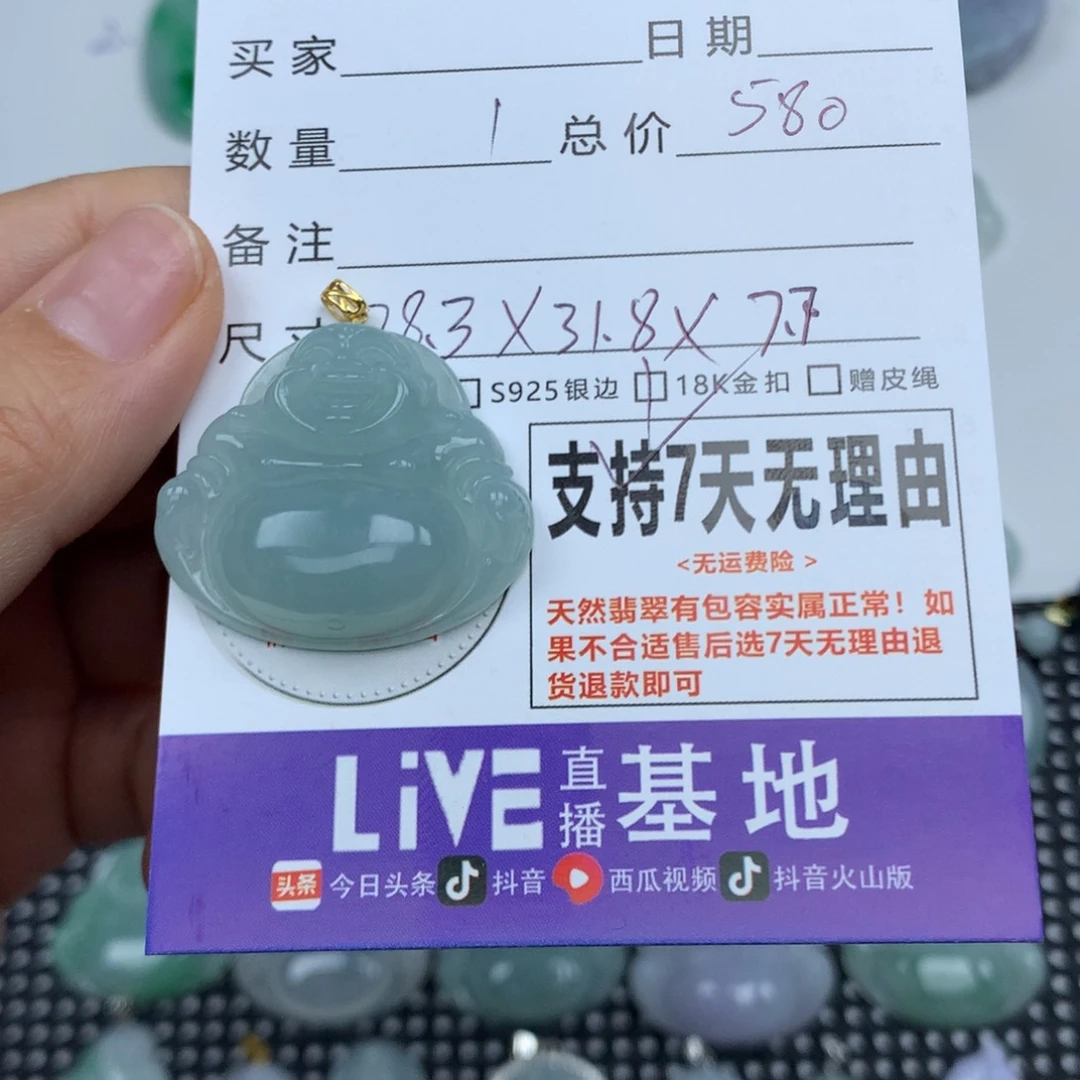 买家 日期
数量 1 总价 580
备注
尺寸 28.3X31.8X7.7
S925银边 18K金扣 赠皮绳
支持7天无理由
<无运费险>
天然翡翠有包容实属正常！如
果不合适售后选7天无理由退
货退款即可
LiVE直播基地
头条 今日头条 抖音 西瓜视频 抖音火山版